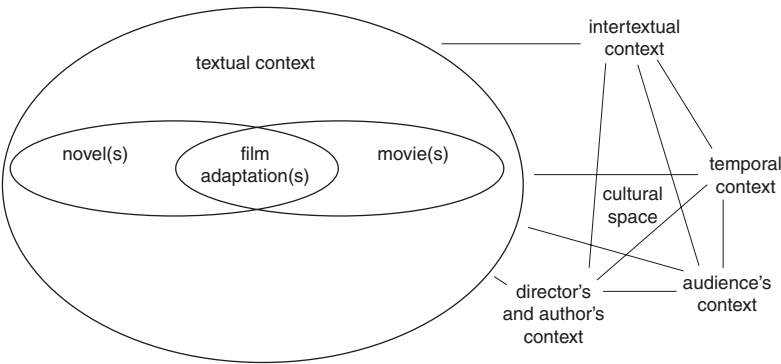 textual context
novel(s)
film
adaptation(s)
movie(s)
intertextual
context
temporal
context
cultural
space
audience's
context
director's
and author's
context